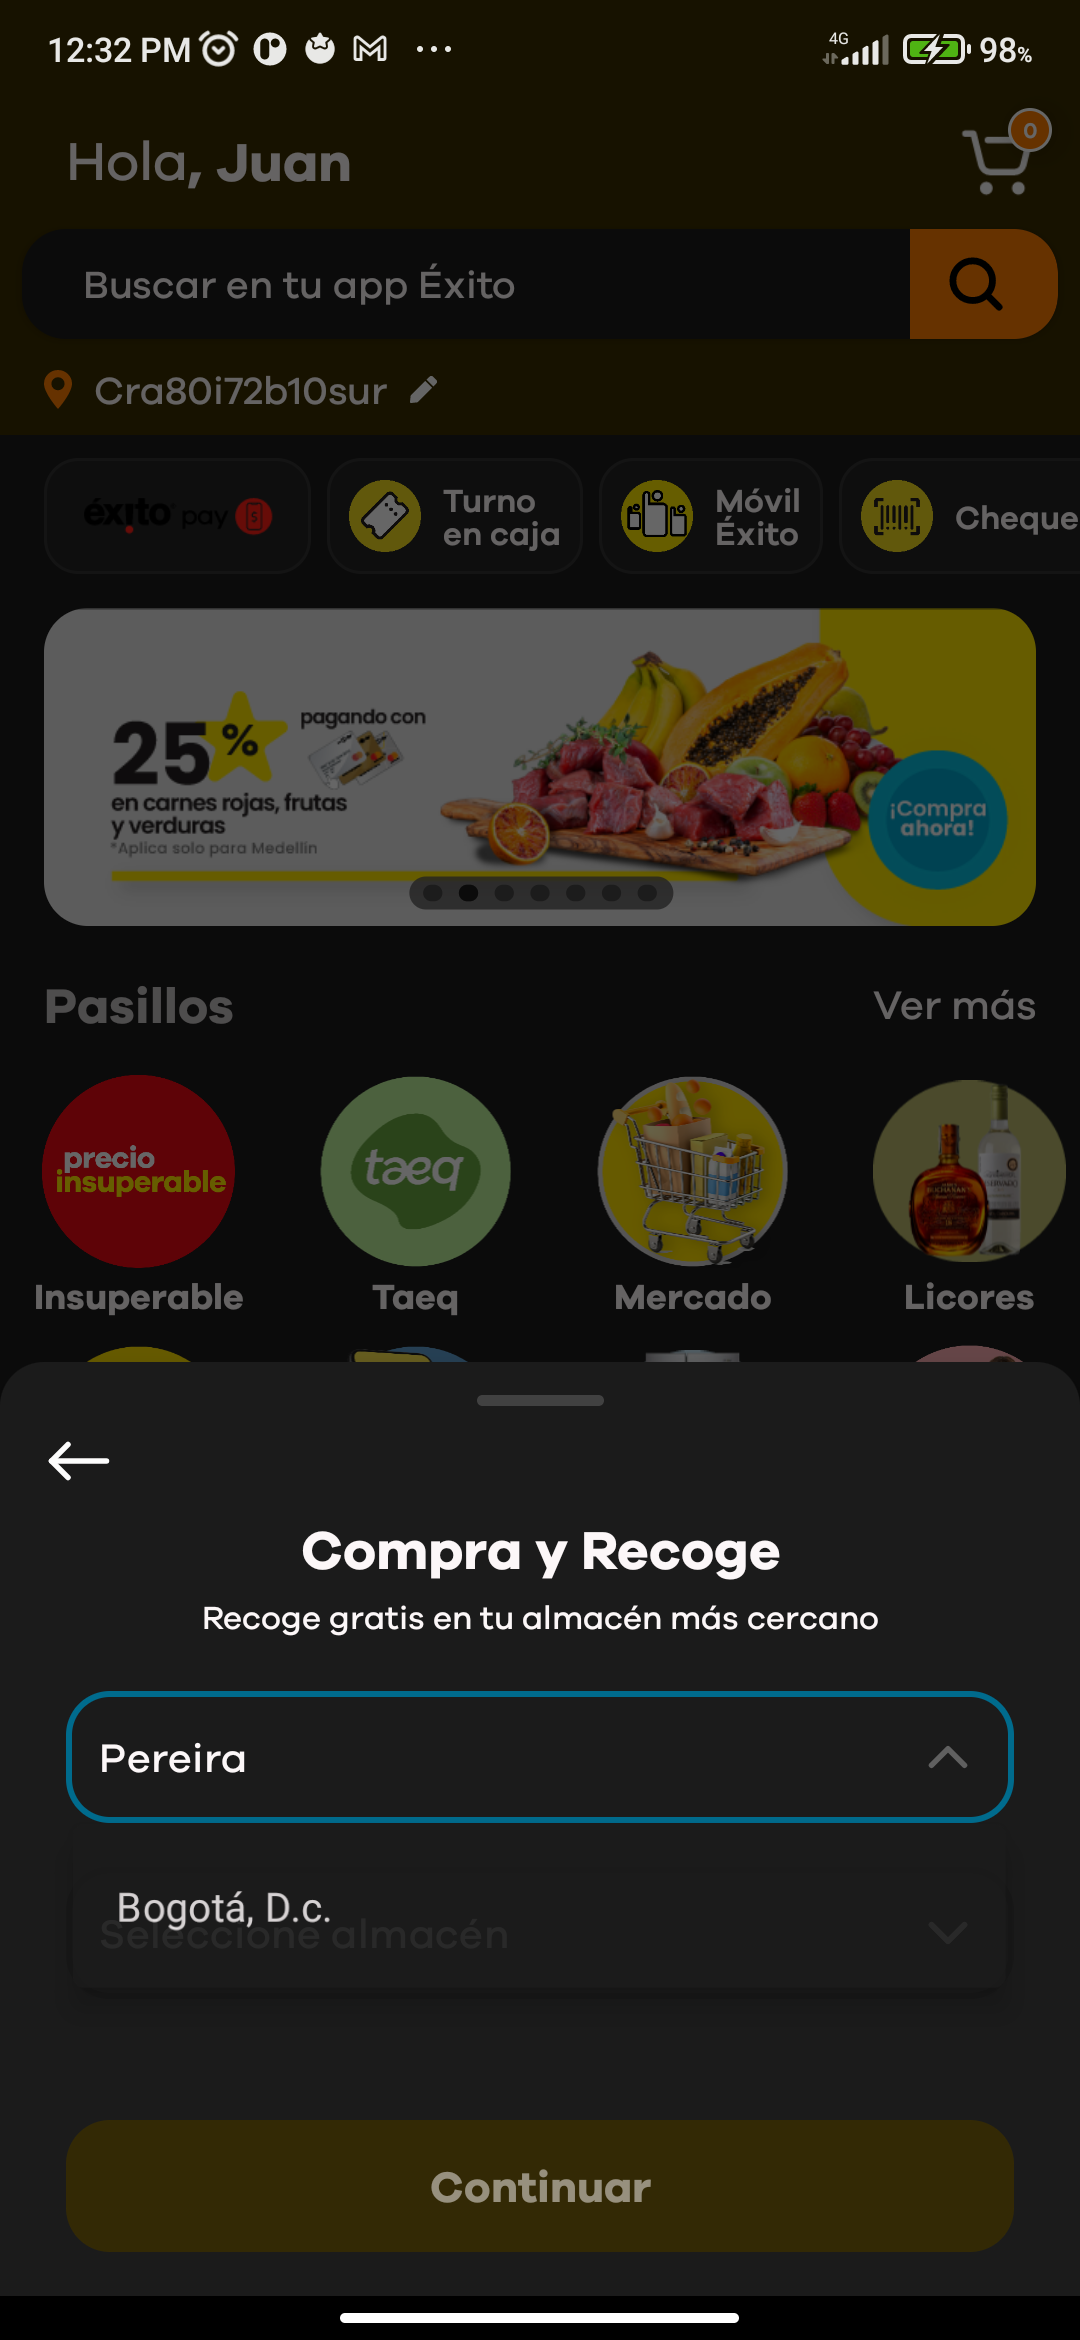 12:32 PM
4G
98%
Hola, Juan
0
Buscar en tu app Éxito
Cra80i72b10sur
éxito pay
$
Turno
en caja
Móvil
Éxito
Cheque
25%
pagando con
en carnes rojas, frutas
y verduras
*Aplica solo para Medellín
¡Compra
ahora!
Pasillos
Ver más
precio
insuperable
taeq
Insuperable
Taeq
Mercado
Licores
Compra y Recoge
Recoge gratis en tu almacén más cercano
Pereira
Bogotá, D.c.
Seleccione almacén
Continuar